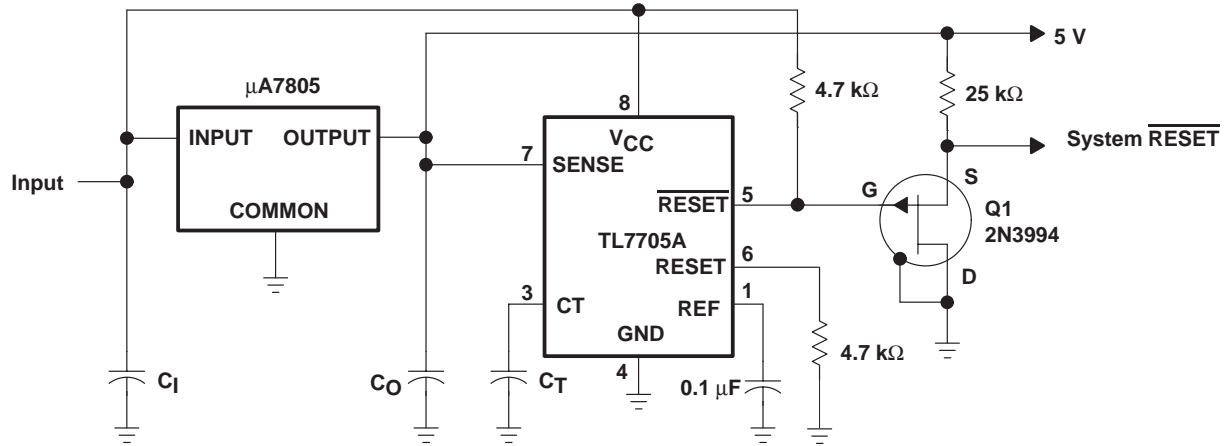 5 V
μA7805
4.7 kΩ
25 kΩ
8
INPUT OUTPUT
VCC
System RESET
7
SENSE
Input
S
G
RESET
5
COMMON
Q1
2N3994
TL7705A
6
RESET
D
3
CT
1
REF
GND
4.7 kΩ
4
CI
CO
CT
0.1 μF